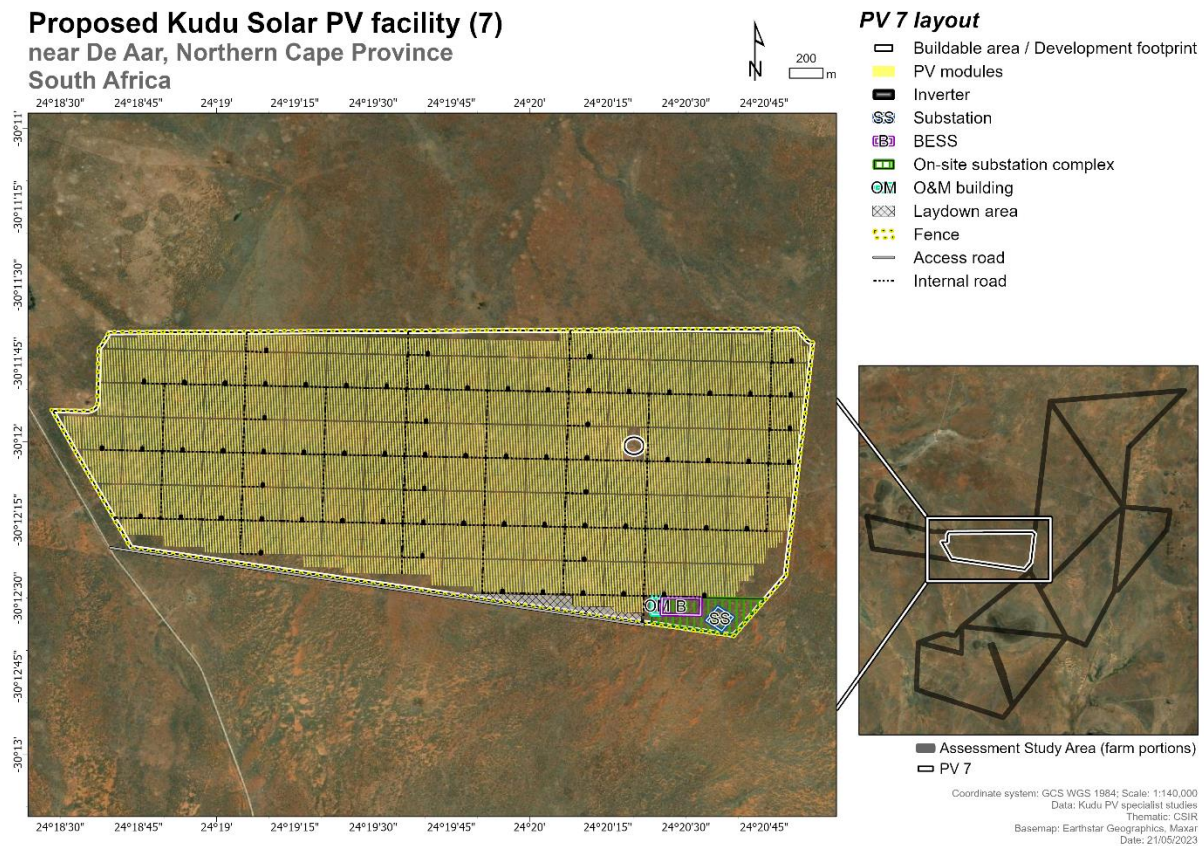 Proposed Kudu Solar PV facility (7)
near De Aar, Northern Cape Province
South Africa
N
200
m
24°18'30" 24°18'45" 24°19' 24°19'15" 24°19'30" 24°19'45" 24°20' 24°20'15" 24°20'30" 24°20'45"
-30°11'
-30°11'15"
-30°11'30"
-30°11'45"
-30°12'
-30°12'15"
-30°12'30"
-30°12'45"
-30°13'
OM B
SS
24°18'30" 24°18'45" 24°19' 24°19'15" 24°19'30" 24°19'45" 24°20' 24°20'15" 24°20'30" 24°20'45"
PV 7 layout
Buildable area / Development footprint
PV modules
Inverter
SS Substation
B BESS
On-site substation complex
OM O&M building
Laydown area
Fence
Access road
Internal road
Assessment Study Area (farm portions)
PV 7
Coordinate system: GCS WGS 1984; Scale: 1:140,000
Data: Kudu PV specialist studies
Thematic: CSIR
Basemap: Earthstar Geographics, Maxar
Date: 21/05/2023